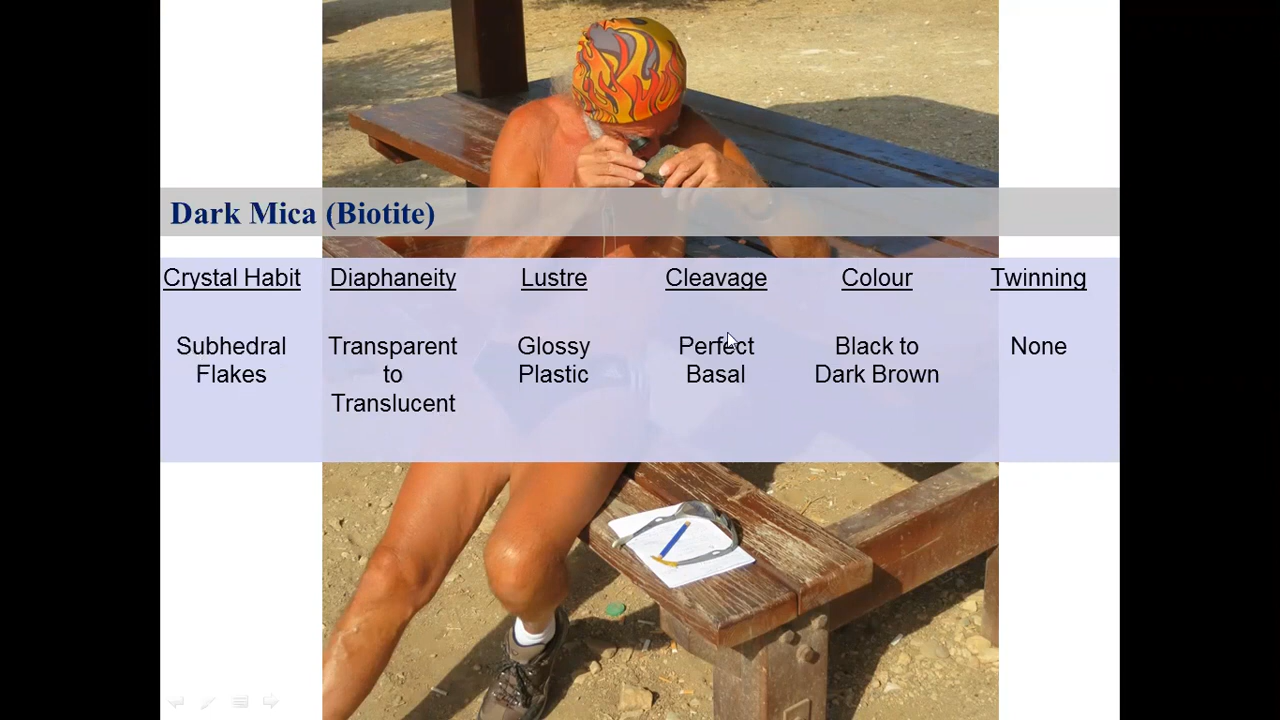 Dark Mica (Biotite)
Crystal Habit Diaphaneity Lustre Cleavage Colour Twinning
Subhedral Transparent Glossy Perfect Black to None
Flakes to Plastic Basal Dark Brown
Translucent